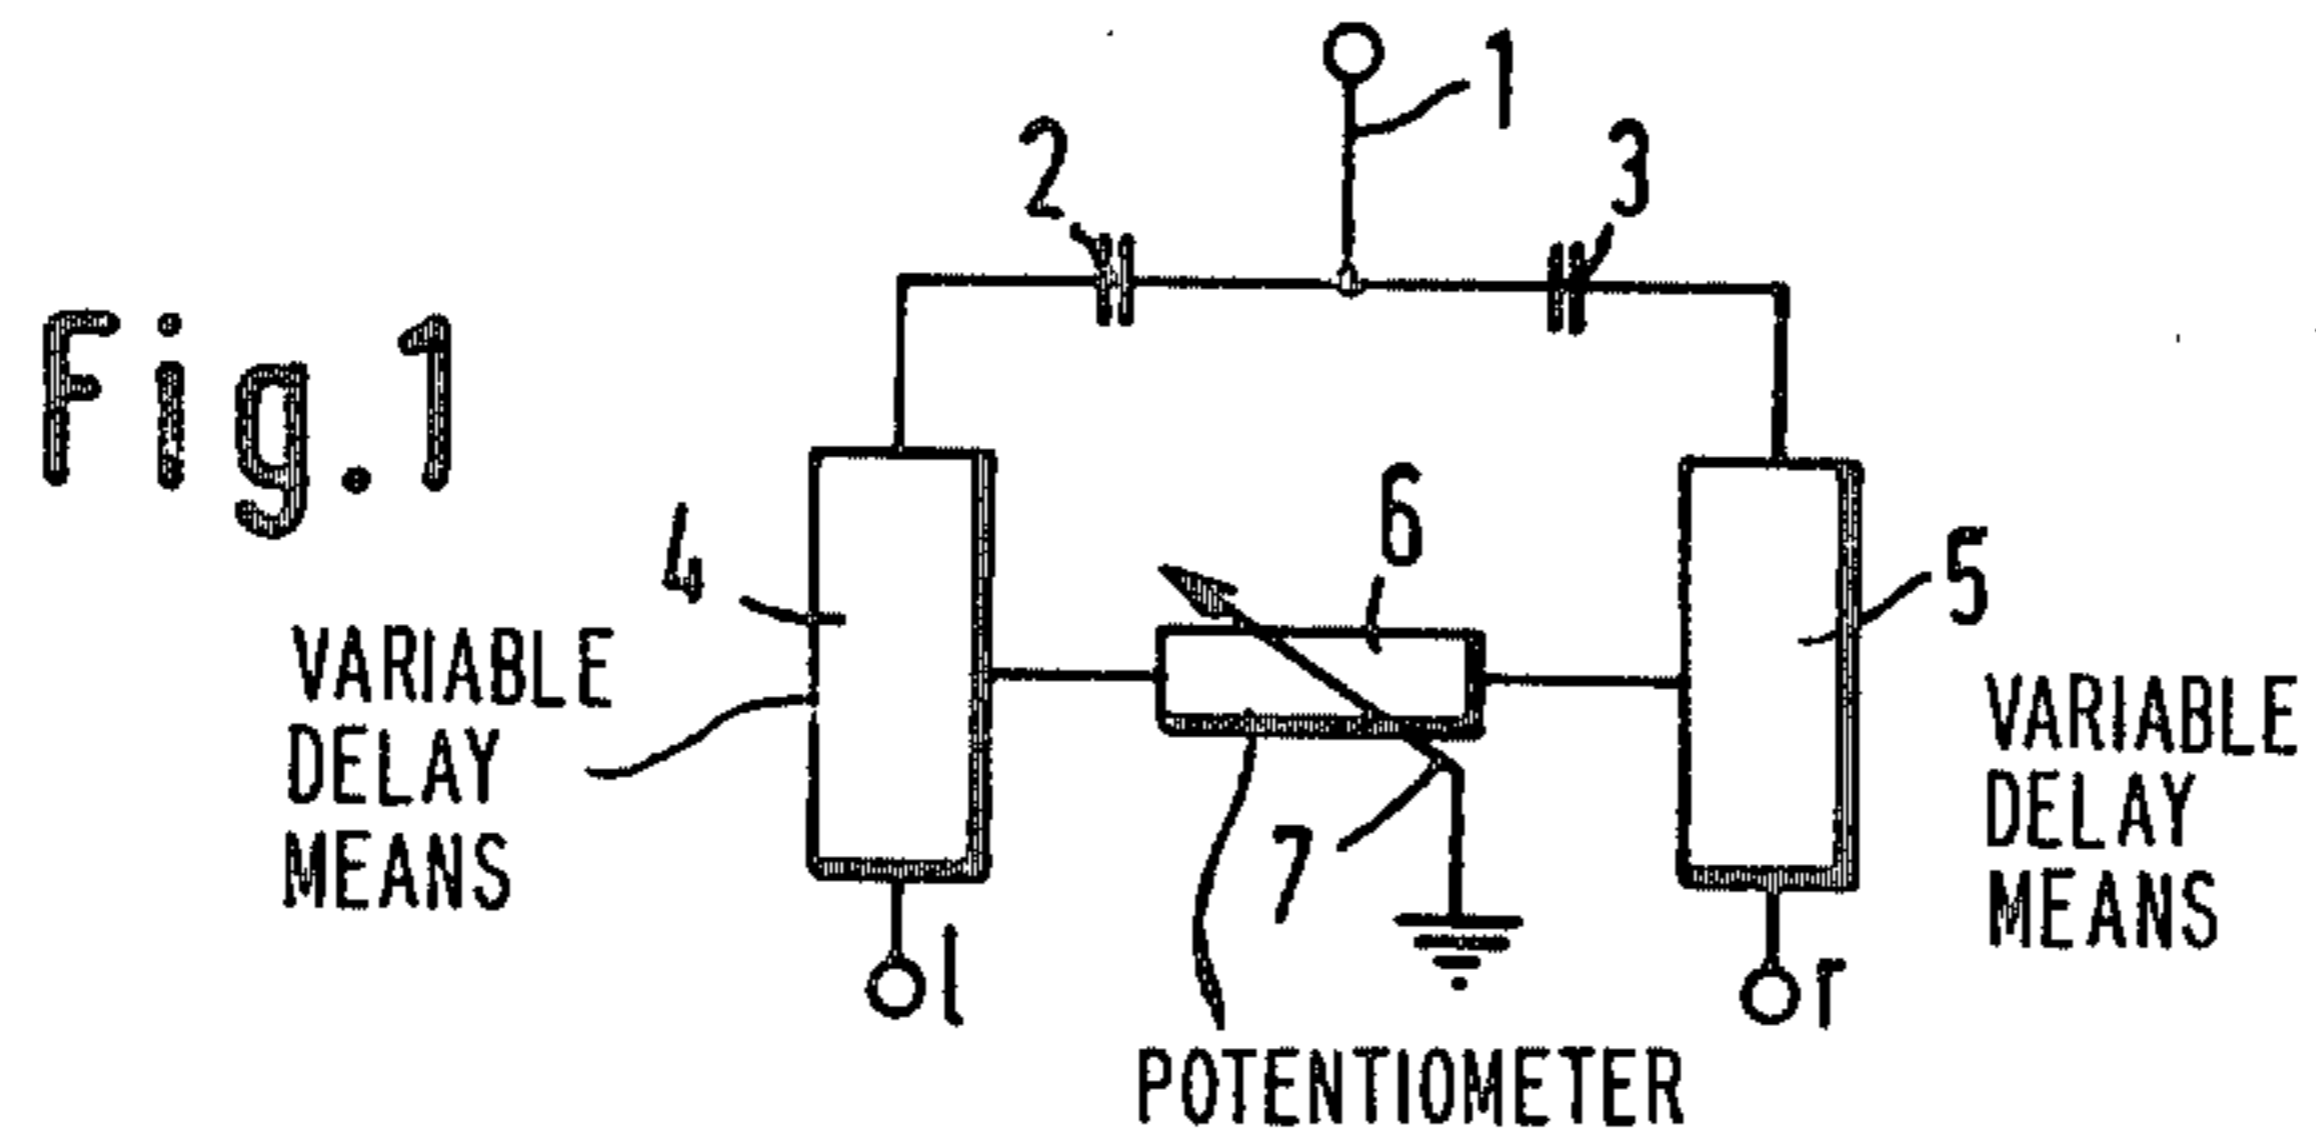 Fig.1
1
2
3
4
5
6
7
VARIABLE
DELAY
MEANS
VARIABLE
DELAY
MEANS
l
r
POTENTIOMETER